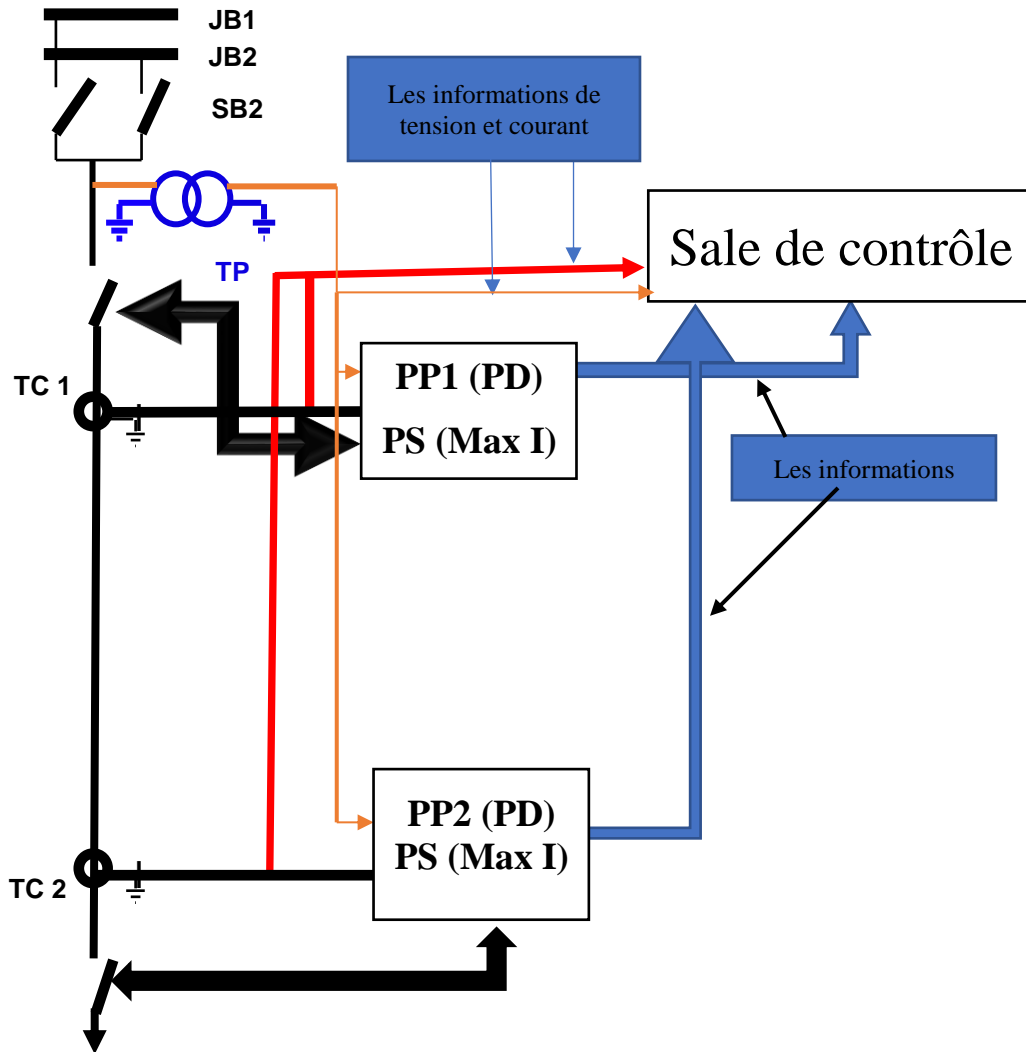 JB1
JB2
SB2
Les informations de
tension et courant
Sale de contrôle
TP
TC 1
PP1 (PD)
PS (Max I)
Les informations
PP2 (PD)
PS (Max I)
TC 2